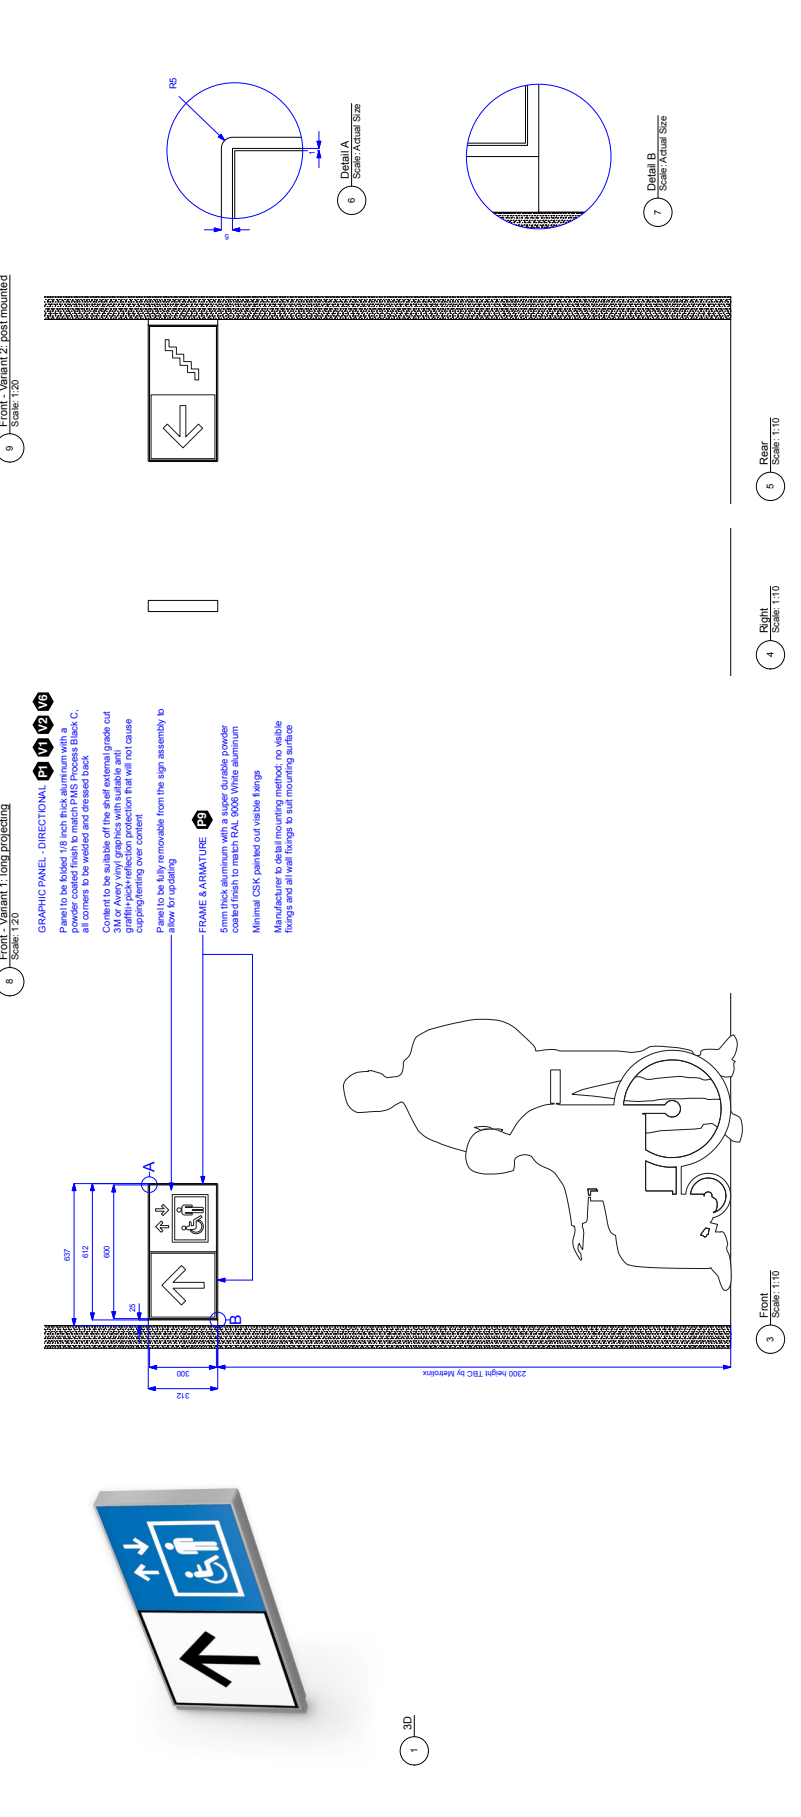 1
3D
3
Front
Scale: 1:10
637
612
600
25
300
312
2300 height TBC by Metrolinx
A
B
8
Front - Variant 1: long projecting
Scale: 1:20
GRAPHIC PANEL - DIRECTIONAL P1 V1 V2 V6
Panel to be folded 1/8 inch thick aluminum with a
powder coated finish to match PMS Process Black C,
all corners to be welded and dressed back
Content to be suitable off the shelf external grade cut
3M or Avery vinyl graphics with suitable anti
graffiti+pick+reflection protection that will not cause
cupping/tenting over content
Panel to be fully removable from the sign assembly to
allow for updating
FRAME & ARMATURE P9
5mm thick aluminum with a super durable powder
coated finish to match RAL 9006 White aluminum
Minimal CSK painted out visible fixings
Manufacturer to detail mounting method; no visible
fixings and all wall fixings to suit mounting surface
4
Right
Scale: 1:10
9
Front - Variant 2: post mounted
Scale: 1:20
5
Rear
Scale: 1:10
R5
5
1
6
Detail A
Scale: Actual Size
7
Detail B
Scale: Actual Size